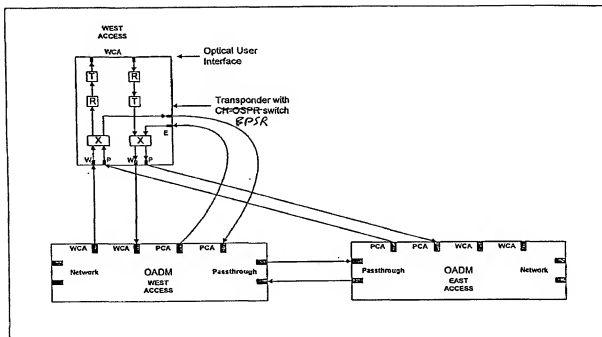 WEST
ACCESS
WCA
Optical User
Interface
T
R
R
T
Transponder with
CH-OSPR switch
BPSR
E
X
X
W
P
W
P
WCA
WCA
PCA
PCA
PCA
PCA
WCA
WCA
Network
OADM
Passthrough
WEST
ACCESS
Passthrough
OADM
Network
EAST
ACCESS